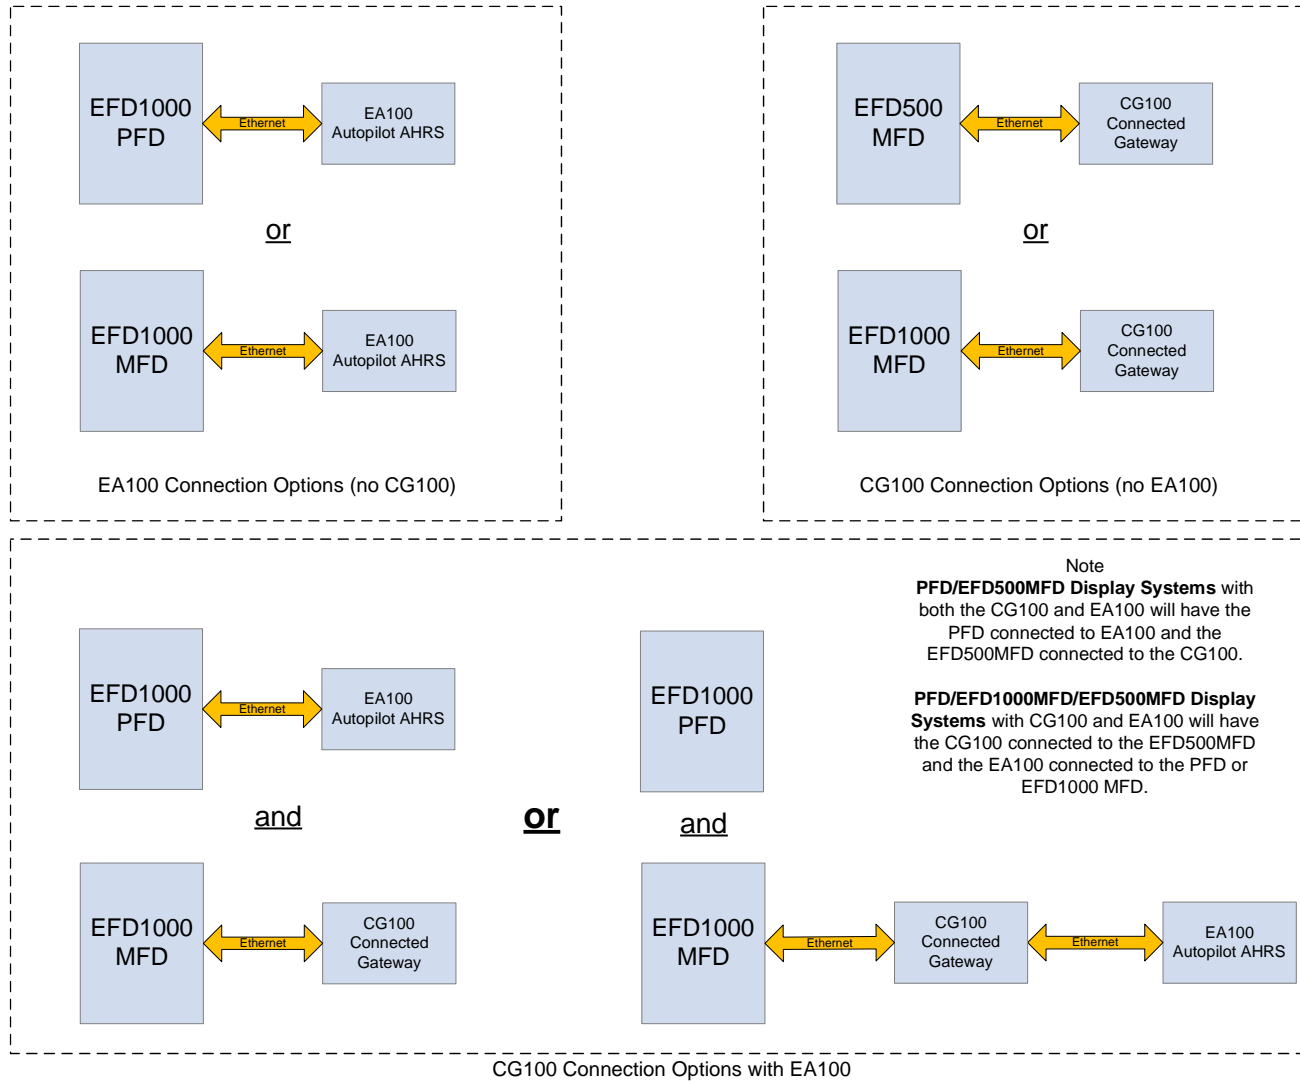 EFD1000
PFD
Ethernet
EA100
Autopilot AHRS
or
EFD1000
MFD
Ethernet
EA100
Autopilot AHRS
EA100 Connection Options (no CG100)
EFD500
MFD
Ethernet
CG100
Connected
Gateway
or
EFD1000
MFD
Ethernet
CG100
Connected
Gateway
CG100 Connection Options (no EA100)
EFD1000
PFD
Ethernet
EA100
Autopilot AHRS
and
EFD1000
MFD
Ethernet
CG100
Connected
Gateway
or
EFD1000
PFD
and
EFD1000
MFD
Ethernet
CG100
Connected
Gateway
Ethernet
EA100
Autopilot AHRS
Note
PFD/EFD500MFD Display Systems with
both the CG100 and EA100 will have the
PFD connected to EA100 and the
EFD500MFD connected to the CG100.
PFD/EFD1000MFD/EFD500MFD Display
Systems with CG100 and EA100 will have
the CG100 connected to the EFD500MFD
and the EA100 connected to the PFD or
EFD1000 MFD.
CG100 Connection Options with EA100